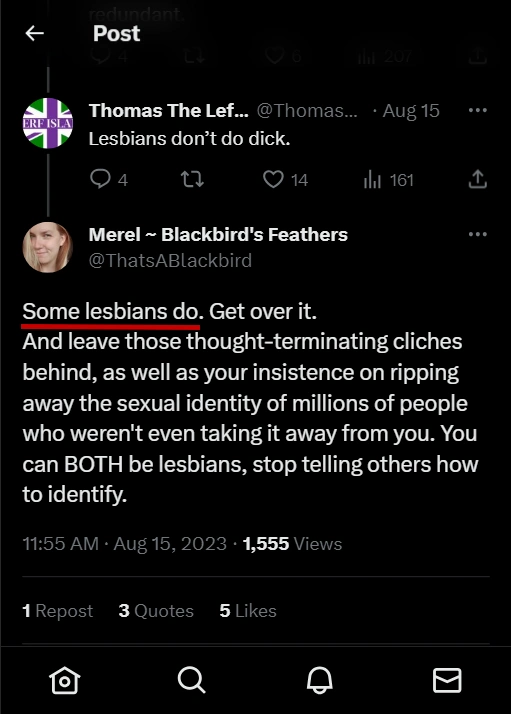 redundant.
Post
4 6 207
Thomas The Lef... @Thomas... · Aug 15
ERF ISLA
Lesbians don’t do dick.
4 14 161
Merel ~ Blackbird's Feathers
@ThatsABlackbird
Some lesbians do. Get over it.
And leave those thought-terminating cliches
behind, as well as your insistence on ripping
away the sexual identity of millions of people
who weren't even taking it away from you. You
can BOTH be lesbians, stop telling others how
to identify.
11:55 AM · Aug 15, 2023 · 1,555 Views
1 Repost 3 Quotes 5 Likes